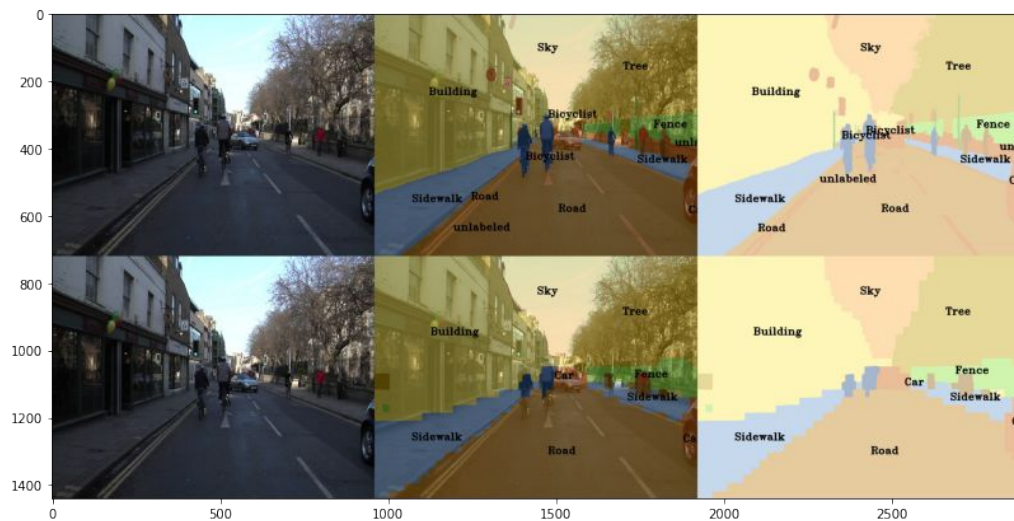 0
200
400
600
800
1000
1200
1400
Sky
Tree
Building
Bicyclist
Fence
Bicyclist
Sidewalk
Sidewalk
Road
Road
unlabeled
Sky
Tree
Building
Bicyclist
Fence
Bicyclist
Sidewalk
unlabeled
Sidewalk
Road
Road
Sky
Tree
Building
Car
Fence
Sidewalk
Sidewalk
Road
Sky
Tree
Building
Fence
Car
Sidewalk
Sidewalk
Road
0
500
1000
1500
2000
2500